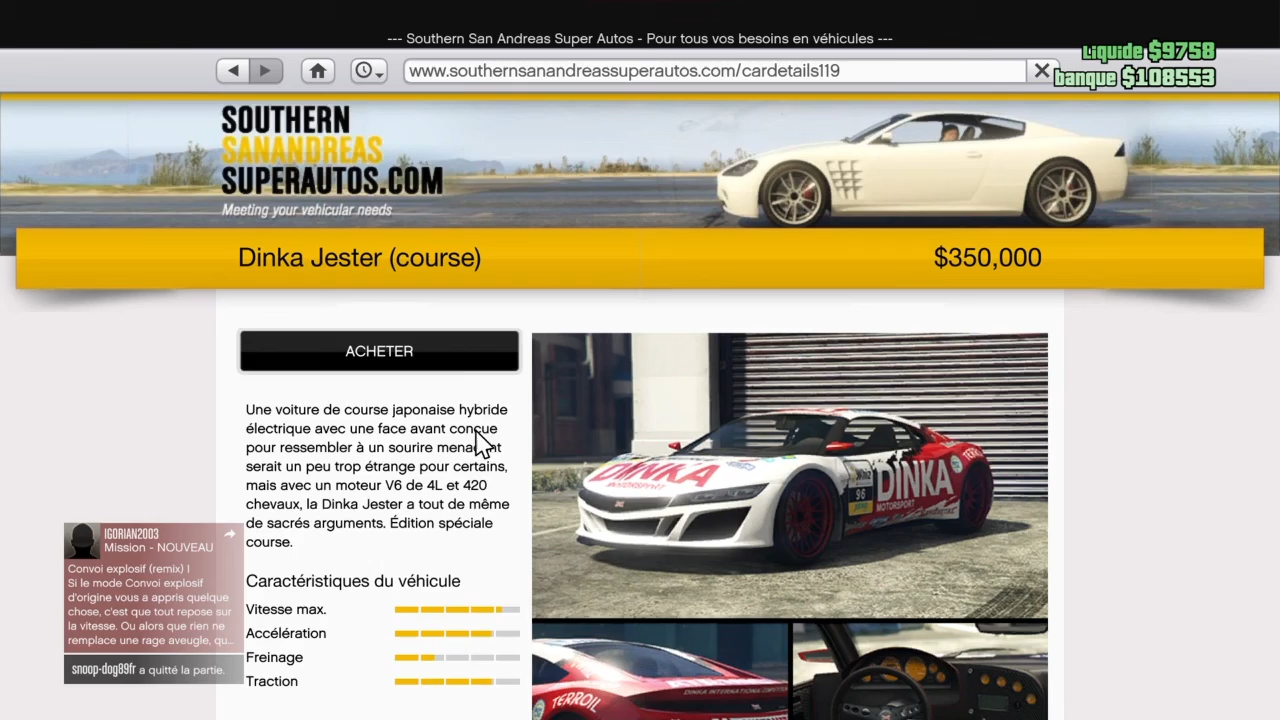 --- Southern San Andreas Super Autos - Pour tous vos besoins en véhicules ---
Liquide $9758
www.southernsanandreassuperautos.com/cardetails119
banque $108553
SOUTHERN
SANANDREAS
SUPERAUTOS.COM
Meeting your vehicular needs
Dinka Jester (course)
$350,000
ACHETER
Une voiture de course japonaise hybride
électrique avec une face avant conçue
pour ressembler à un sourire
serait un peu trop étrange pour certains,
mais avec un moteur V6 de 4L et 420
chevaux, la Dinka Jester a tout de même
de sacrés arguments. Édition spéciale
course.
Caractéristiques du véhicule
Vitesse max.
Accélération
Freinage
Traction
IGORIAN2003
Mission - NOUVEAU
Convoi explosif (remix) !
Si le mode Convoi explosif
d'origine vous a appris quelque
chose, c'est que tout repose sur
la vitesse. Ou alors que rien ne
remplace une rage aveugle, qu...
snoop-dog89fr a quitté la partie.
DINKA
MOTORSPORT
96
DINKA
MOTORSPORT
TERROIL